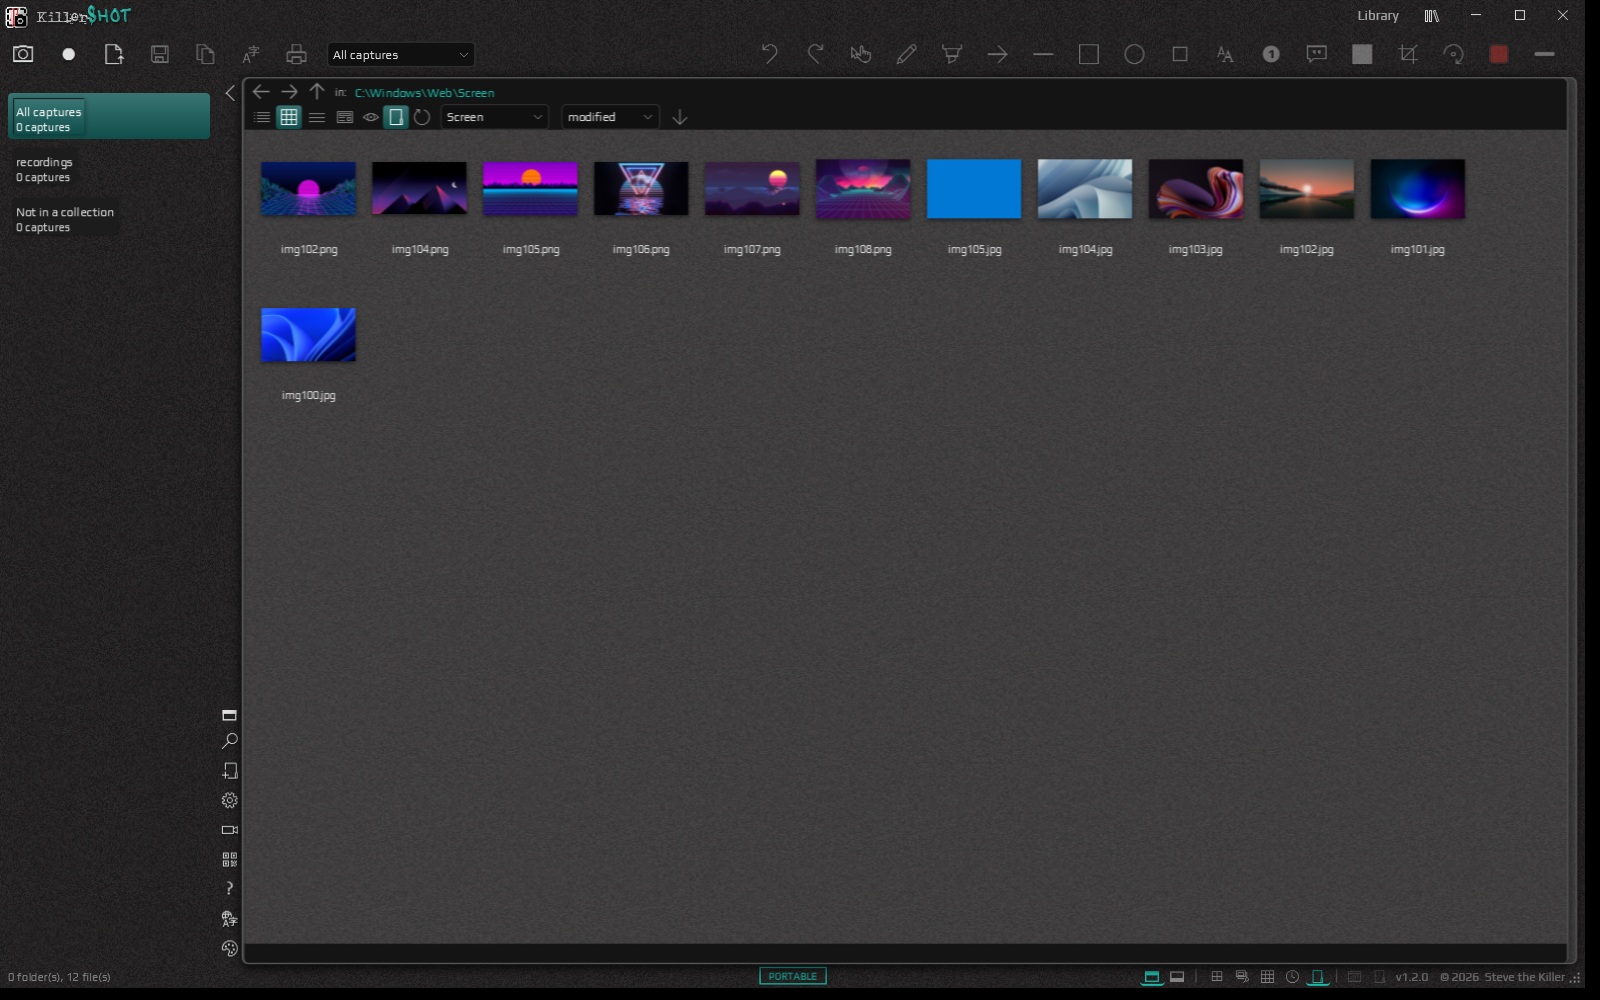 KillerSHOT
Library
All captures
in: C:\Windows\Web\Screen
Screen
modified
All captures
0 captures
recordings
0 captures
Not in a collection
0 captures
img102.png
img104.png
img105.png
img106.png
img107.png
img108.png
img105.jpg
img104.jpg
img103.jpg
img102.jpg
img101.jpg
img100.jpg
0 folder(s), 12 file(s)
PORTABLE
v1.2.0
© 2026 Steve the Killer